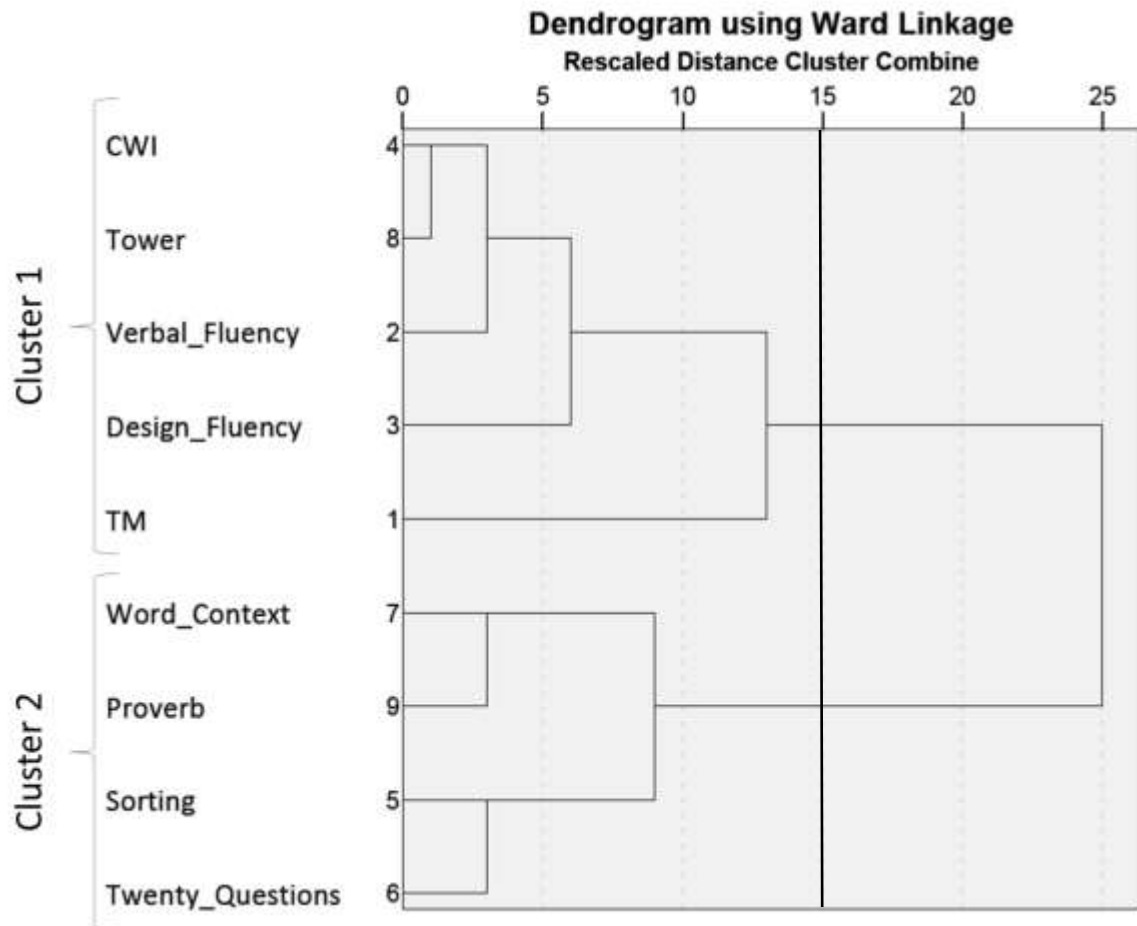 Dendrogram using Ward Linkage
Rescaled Distance Cluster Combine
0 5 10 15 20 25
Cluster 1
CWI 4
Tower 8
Verbal_Fluency 2
Design_Fluency 3
TM 1
Cluster 2
Word_Context 7
Proverb 9
Sorting 5
Twenty_Questions 6